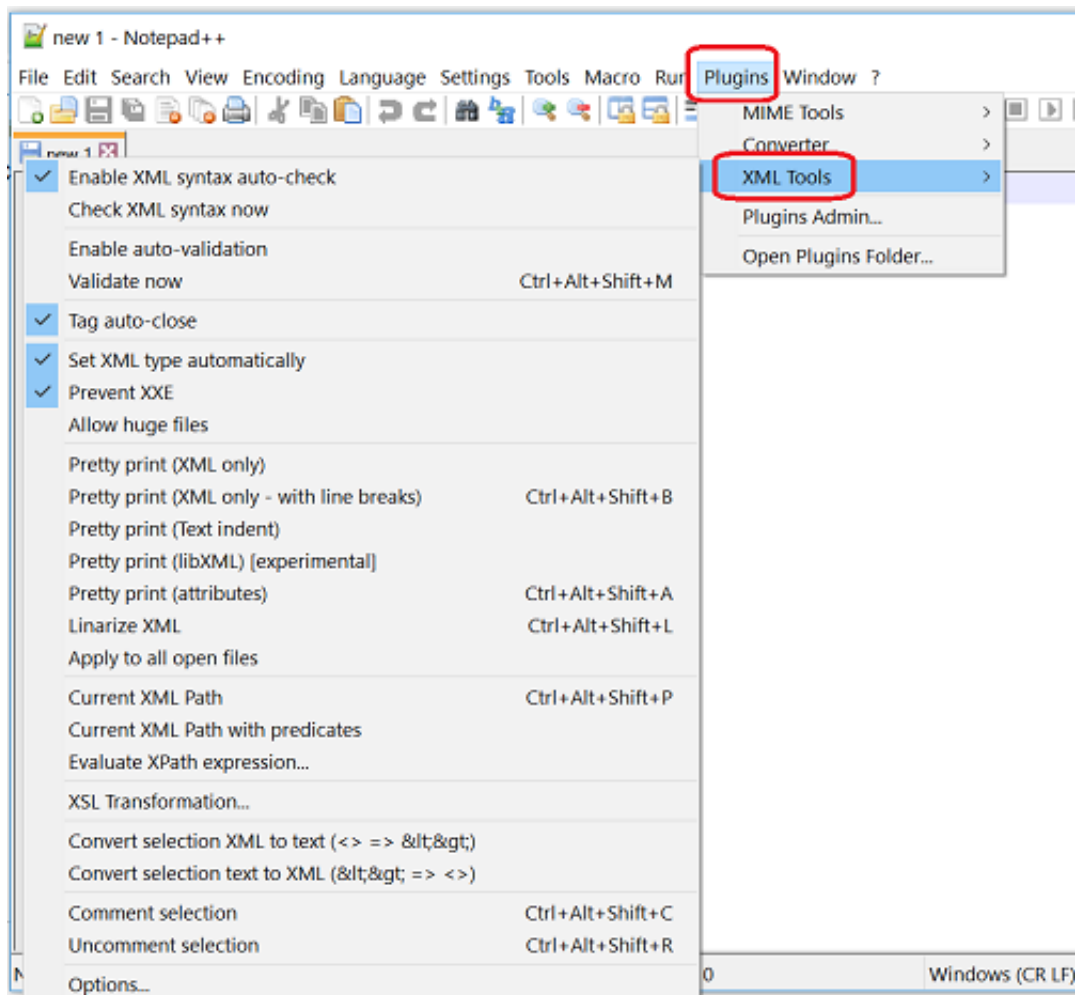 new 1 - Notepad++
File Edit Search View Encoding Language Settings Tools Macro Run Plugins Window ?
new 1
MIME Tools
Converter
XML Tools
Plugins Admin...
Open Plugins Folder...
Enable XML syntax auto-check
Check XML syntax now
Enable auto-validation
Validate now Ctrl+Alt+Shift+M
Tag auto-close
Set XML type automatically
Prevent XXE
Allow huge files
Pretty print (XML only)
Pretty print (XML only - with line breaks) Ctrl+Alt+Shift+B
Pretty print (Text indent)
Pretty print (libXML) [experimental]
Pretty print (attributes) Ctrl+Alt+Shift+A
Linarize XML Ctrl+Alt+Shift+L
Apply to all open files
Current XML Path Ctrl+Alt+Shift+P
Current XML Path with predicates
Evaluate XPath expression...
XSL Transformation...
Convert selection XML to text (<> => &lt;&gt;)
Convert selection text to XML (&lt;&gt; => <>)
Comment selection Ctrl+Alt+Shift+C
Uncomment selection Ctrl+Alt+Shift+R
Options...
0 Windows (CR LF)